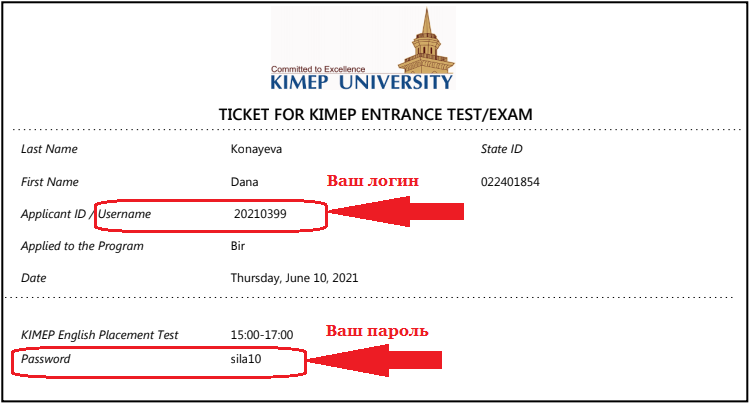 Committed to Excellence
KIMEP UNIVERSITY
TICKET FOR KIMEP ENTRANCE TEST/EXAM
Last Name Konayeva State ID
First Name Dana Ваш логин 022401854
Applicant ID / Username 20210399
Applied to the Program Bir
Date Thursday, June 10, 2021
KIMEP English Placement Test 15:00-17:00 Ваш пароль
Password sila10